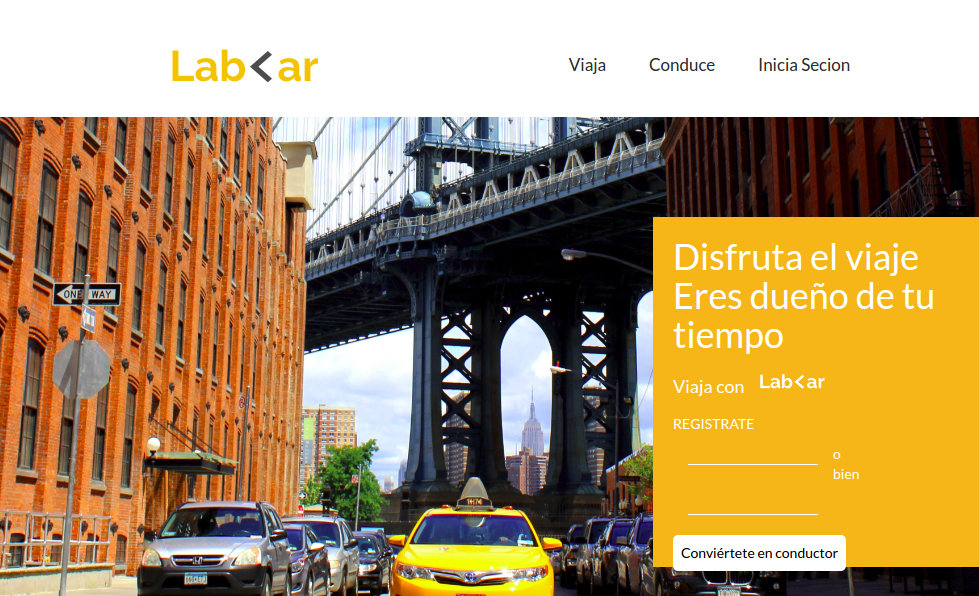 Lab<ar
Viaja
Conduce
Inicia Secion
ONE WAY
Disfruta el viaje
Eres dueño de tu
tiempo
Viaja con Lab<ar
REGISTRATE
o
bien
Conviértete en conductor